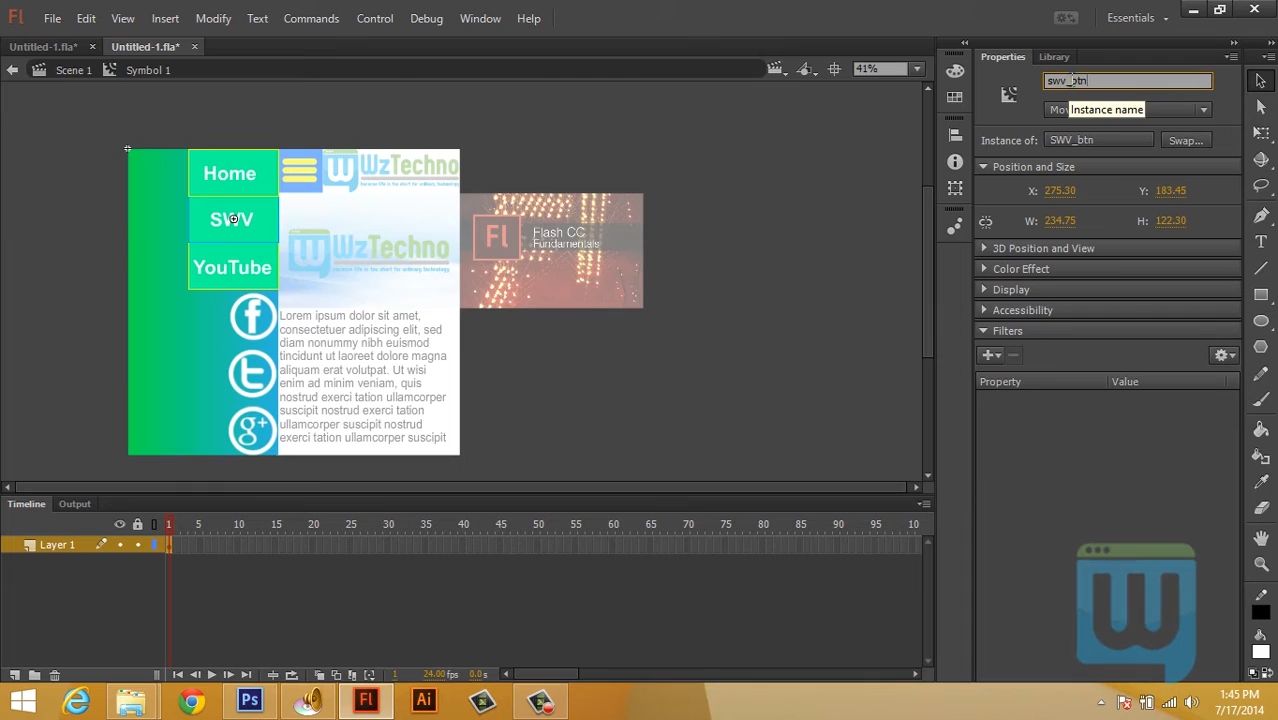 Fl File Edit View Insert Modify Text Commands Control Debug Window Help Essentials
Untitled-1.fla* × Untitled-1.fla* × Properties Library
Scene 1 Symbol 1 41%
swv_btn
Instance name
Instance of: SWV_btn Swap...
Position and Size
X: 275.30 Y: 183.45
W: 234.75 H: 122.30
3D Position and View
Color Effect
Display
Accessibility
Filters
Property Value
Home
SWV
YouTube
WzTechno
WzTechno
Fl Flash CC
Fundamentals
Lorem ipsum dolor sit amet,
consectetuer adipiscing elit, sed
diam nonummy nibh euismod
tincidunt ut laoreet dolore magna
aliquam erat volutpat. Ut wisi
enim ad minim veniam, quis
nostrud exerci tation ullamcorper
suscipit nostrud exerci tation
ullamcorper suscipit nostrud
exerci tation ullamcorper suscipit
Timeline Output
1 5 10 15 20 25 30 35 40 45 50 55 60 65 70 75 80 85 90 95 10
Layer 1
1 24.00 fps 0.0 s
Ps Fl Ai
1:45 PM
7/17/2014